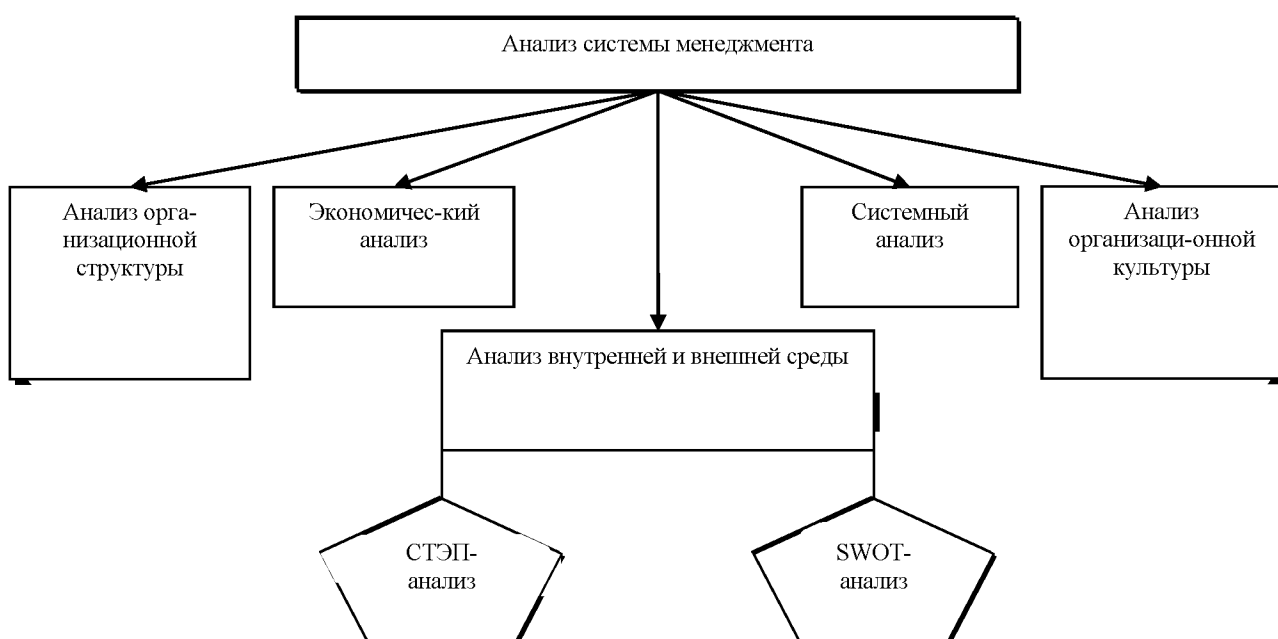 Анализ системы менеджмента
Анализ орга-
низационной
структуры
Экономичес-кий
анализ
Системный
анализ
Анализ
организаци-онной
культуры
Анализ внутренней и внешней среды
СТЭП-
анализ
SWOT-
анализ